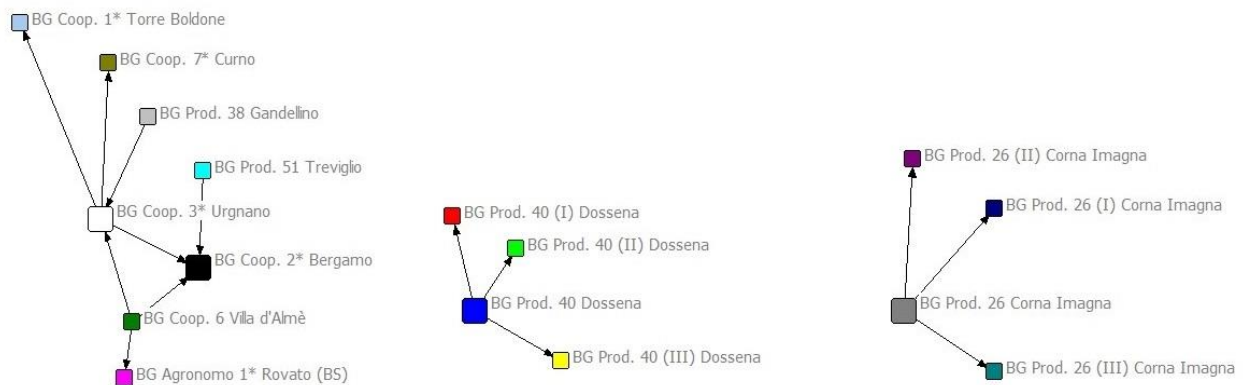 BG Coop. 1* Torre Boldone
BG Coop. 7* Curno
BG Prod. 38 Gandellino
BG Prod. 51 Treviglio
BG Coop. 3* Urgnano
BG Coop. 2* Bergamo
BG Coop. 6 Villa d'Almè
BG Agronomo 1* Rovato (BS)
BG Prod. 40 (I) Dossena
BG Prod. 40 (II) Dossena
BG Prod. 40 Dossena
BG Prod. 40 (III) Dossena
BG Prod. 26 (II) Corna Imagna
BG Prod. 26 (I) Corna Imagna
BG Prod. 26 Corna Imagna
BG Prod. 26 (III) Corna Imagna